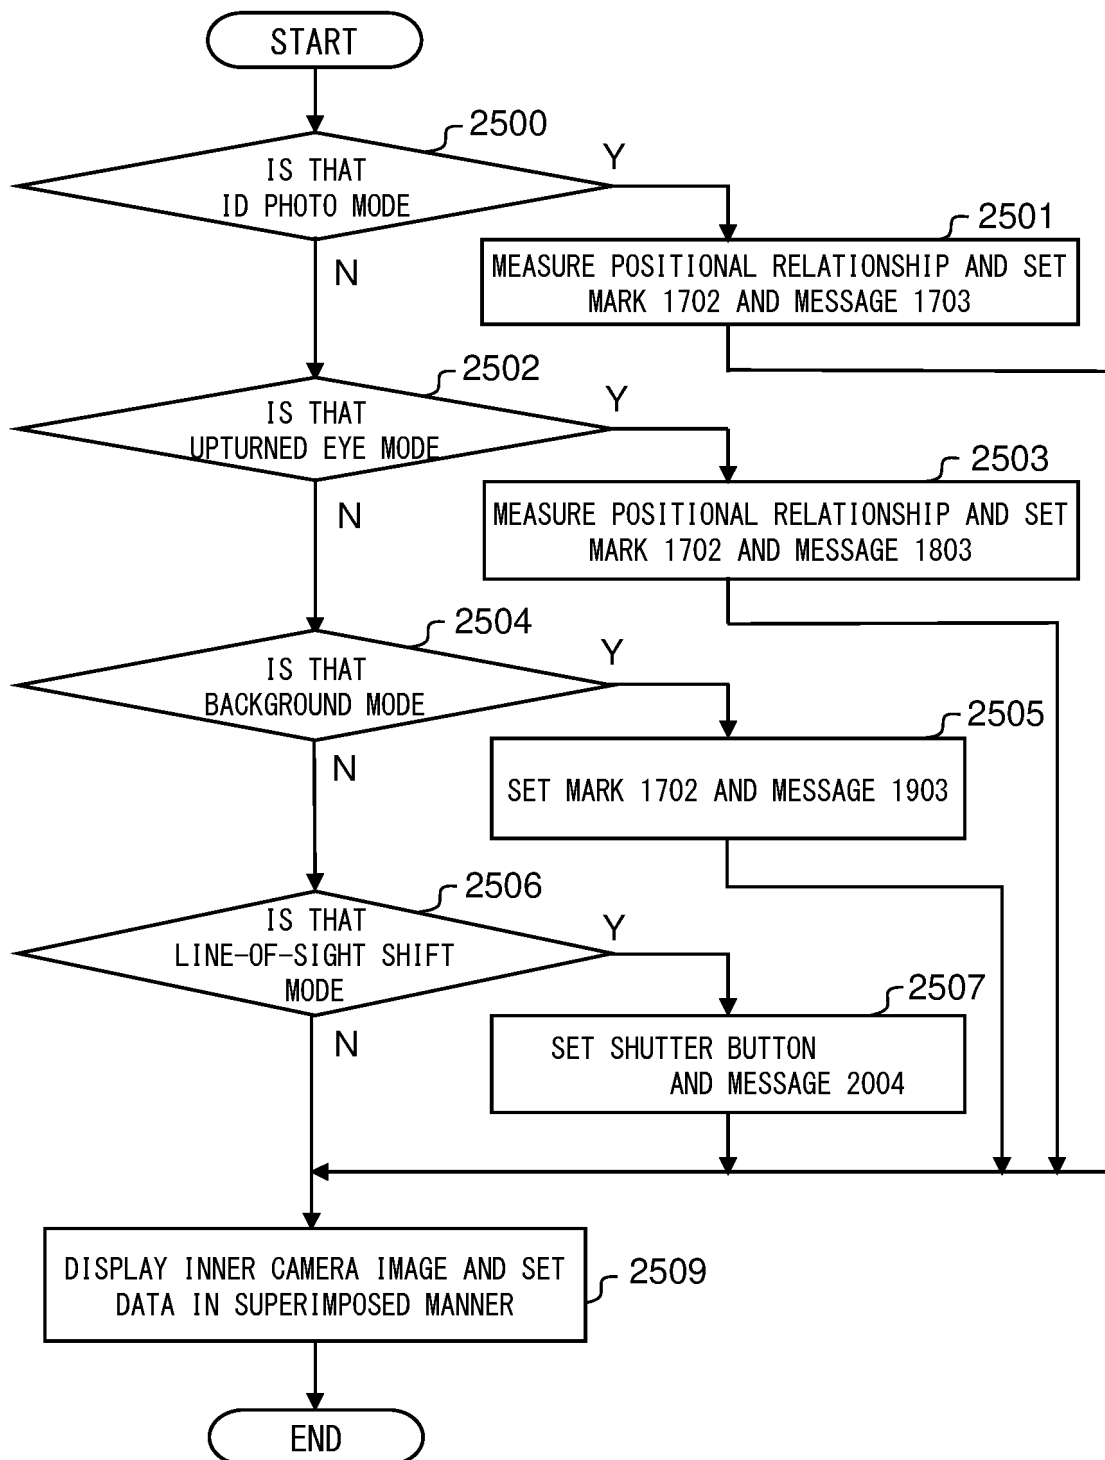 START
2500
IS THAT
ID PHOTO MODE
Y
N
2501
MEASURE POSITIONAL RELATIONSHIP AND SET
MARK 1702 AND MESSAGE 1703
2502
IS THAT
UPTURNED EYE MODE
Y
N
2503
MEASURE POSITIONAL RELATIONSHIP AND SET
MARK 1702 AND MESSAGE 1803
2504
IS THAT
BACKGROUND MODE
Y
N
2505
SET MARK 1702 AND MESSAGE 1903
2506
IS THAT
LINE-OF-SIGHT SHIFT
MODE
Y
N
2507
SET SHUTTER BUTTON
AND MESSAGE 2004
DISPLAY INNER CAMERA IMAGE AND SET
DATA IN SUPERIMPOSED MANNER
2509
END